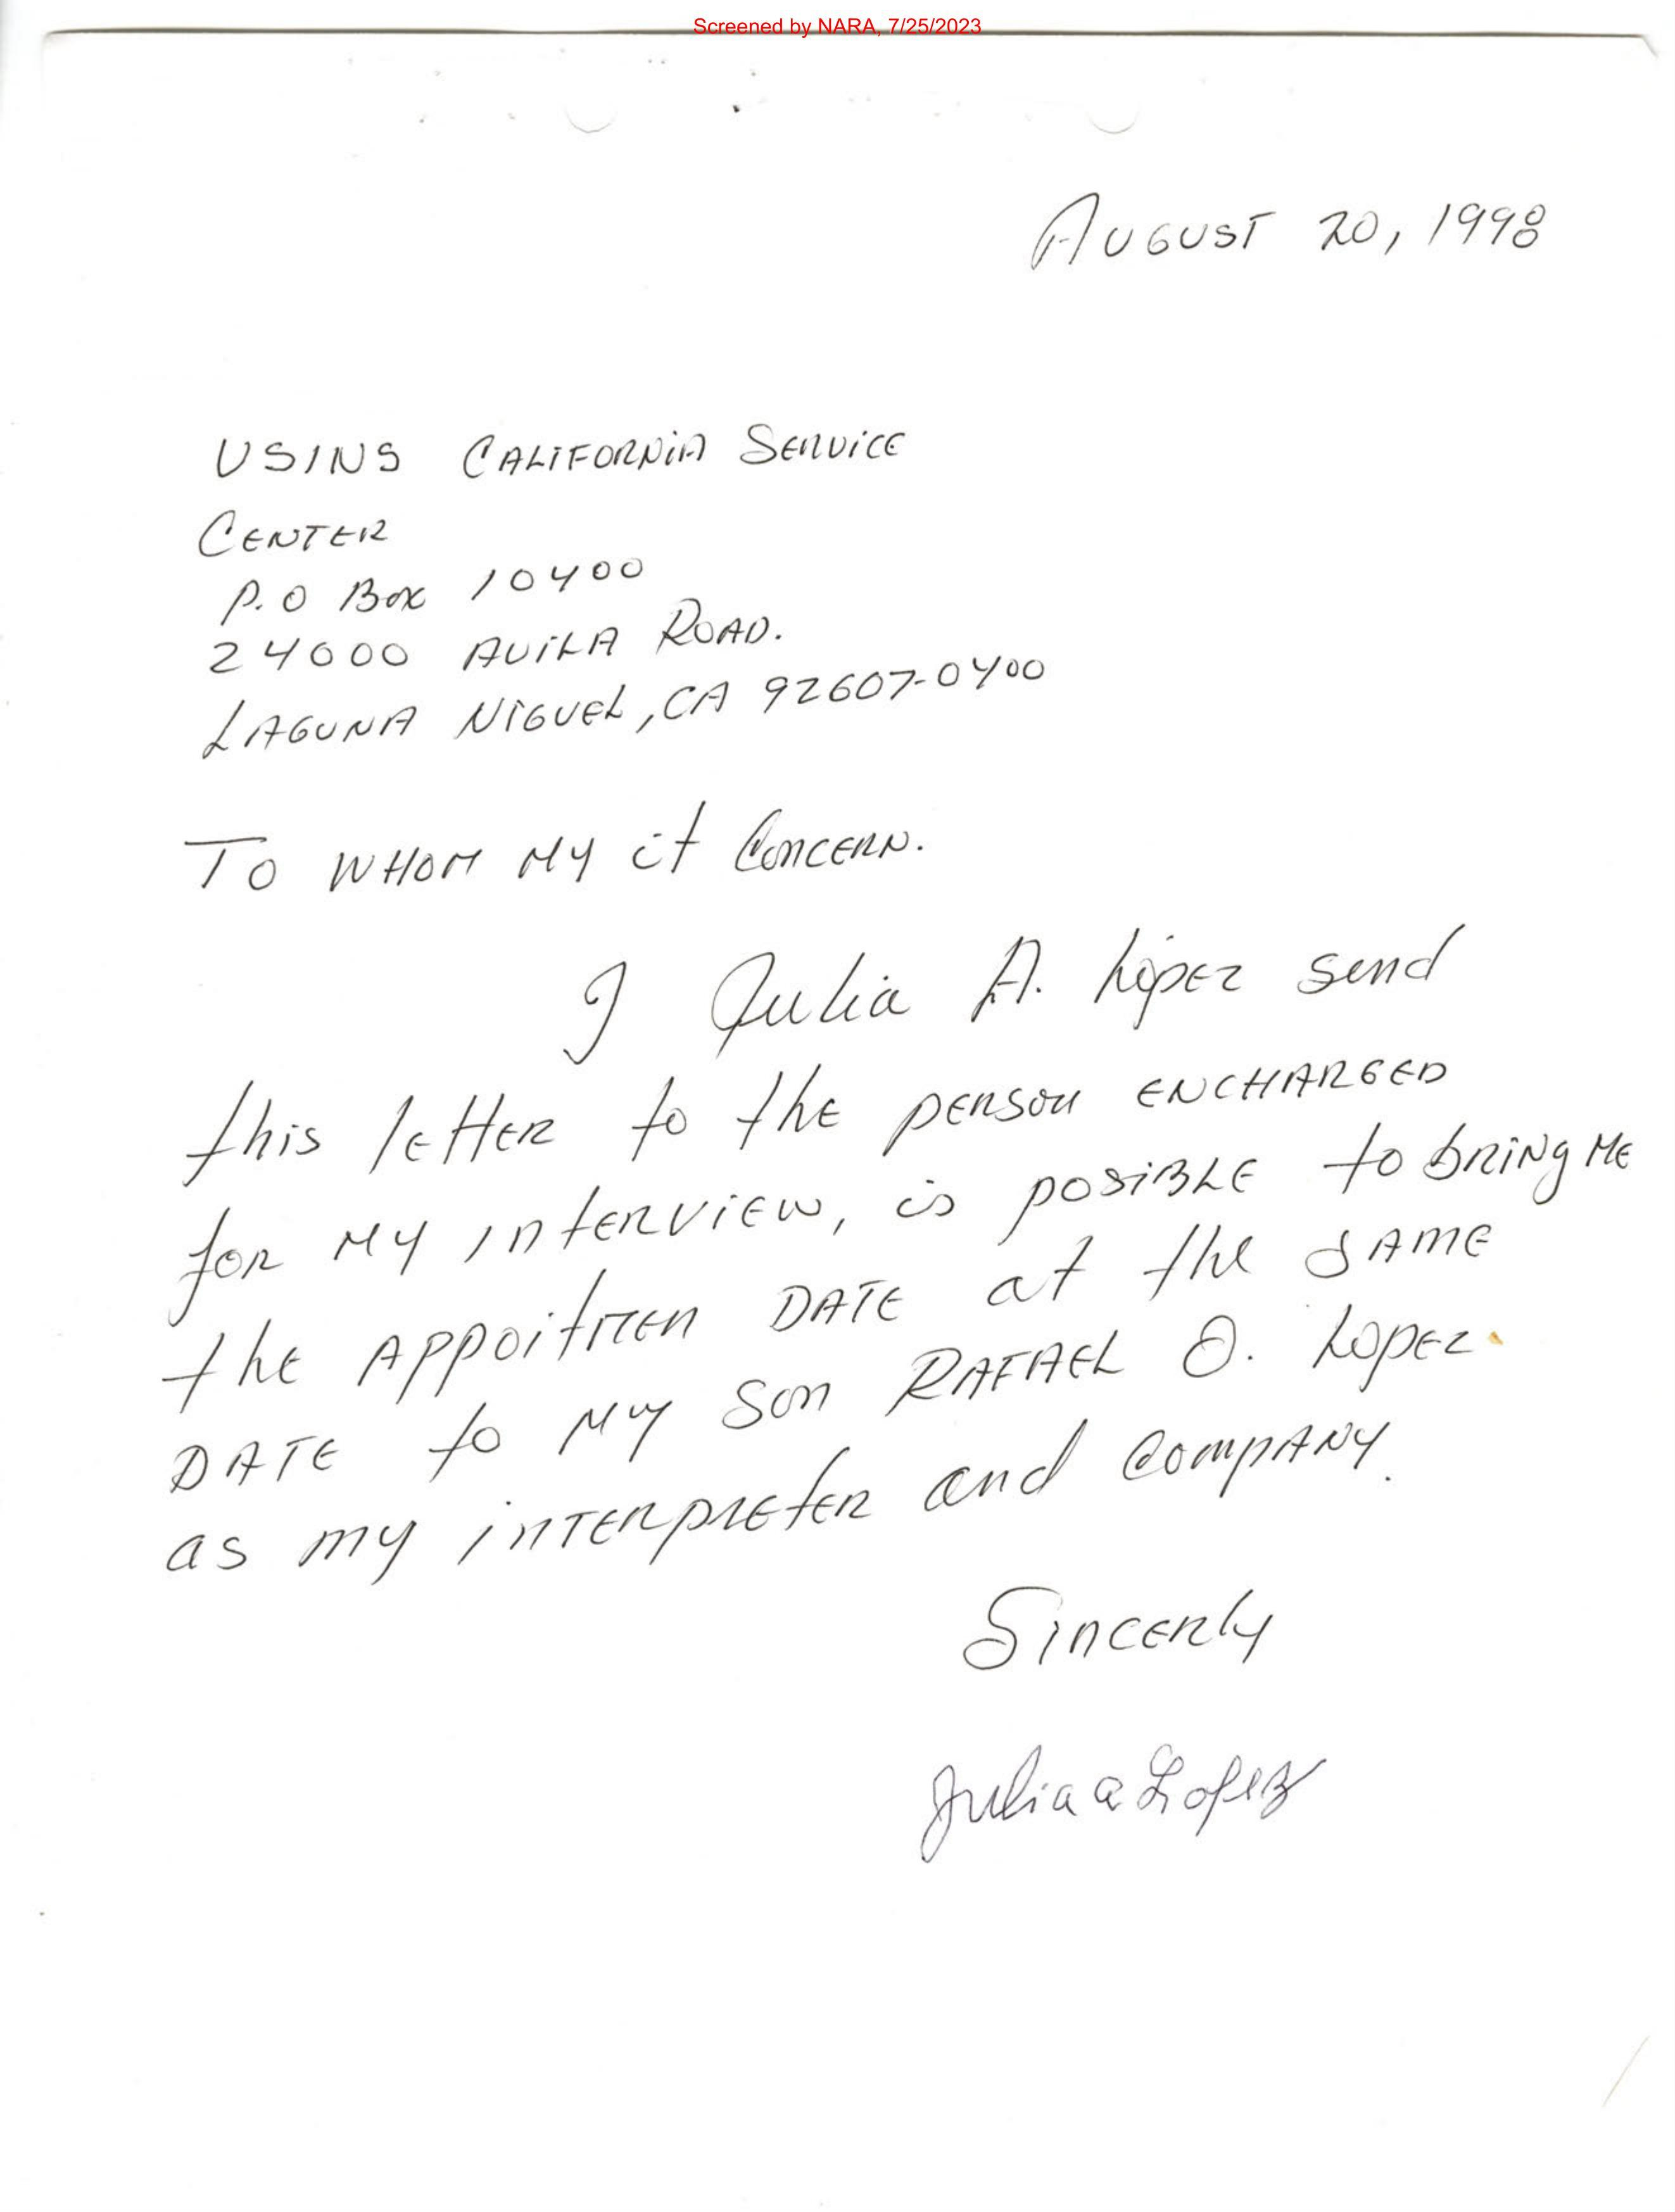 Screened by NARA, 7/25/2023
AUGUST 20, 1998
USINS CALIFORNIA SERVICE
CENTER
P.O Box 10400
24000 AVILA ROAD.
LAGUNA NIGUEL, CA 92607-0400
TO WHOM MY it CONCERN.
I Julia A. Lopez send
this letter to the person ENCHARGED
for MY interview, is posiBLE to bring ME
the APPoitmen DATE at the SAME
DATE to MY son RAFAEL O. Lopez
as my interpreter and COMPANY.
Sincerly
Julia a Lopez